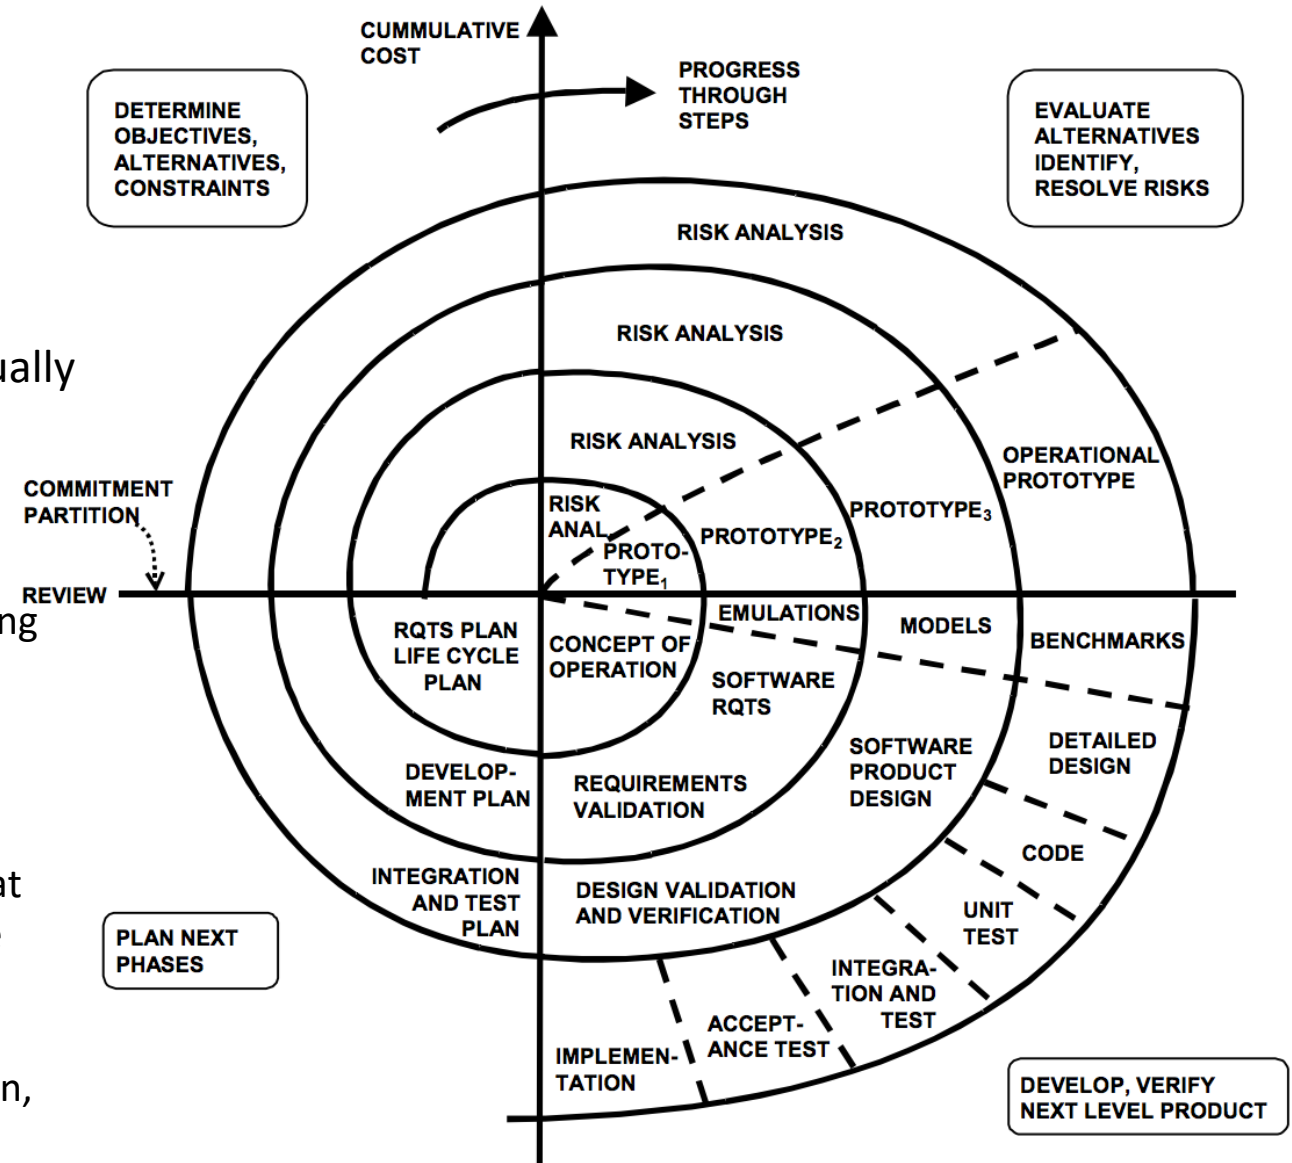 CUMMULATIVE
COST
PROGRESS
THROUGH
STEPS
DETERMINE
OBJECTIVES,
ALTERNATIVES,
CONSTRAINTS
EVALUATE
ALTERNATIVES
IDENTIFY,
RESOLVE RISKS
RISK ANALYSIS
RISK ANALYSIS
ually
RISK ANALYSIS
OPERATIONAL
PROTOTYPE
COMMITMENT
PARTITION
RISK
ANAL.
PROTOTYPE3
PROTOTYPE2
PROTO-
TYPE1
REVIEW
ng
EMULATIONS
MODELS
BENCHMARKS
RQTS PLAN
LIFE CYCLE
PLAN
CONCEPT OF
OPERATION
SOFTWARE
RQTS
DETAILED
DESIGN
SOFTWARE
PRODUCT
DESIGN
DEVELOP-
MENT PLAN
REQUIREMENTS
VALIDATION
CODE
at
INTEGRATION
AND TEST
PLAN
DESIGN VALIDATION
AND VERIFICATION
UNIT
TEST
PLAN NEXT
PHASES
INTEGRA-
TION AND
TEST
ACCEPT-
ANCE TEST
IMPLEMEN-
TATION
n,
DEVELOP, VERIFY
NEXT LEVEL PRODUCT